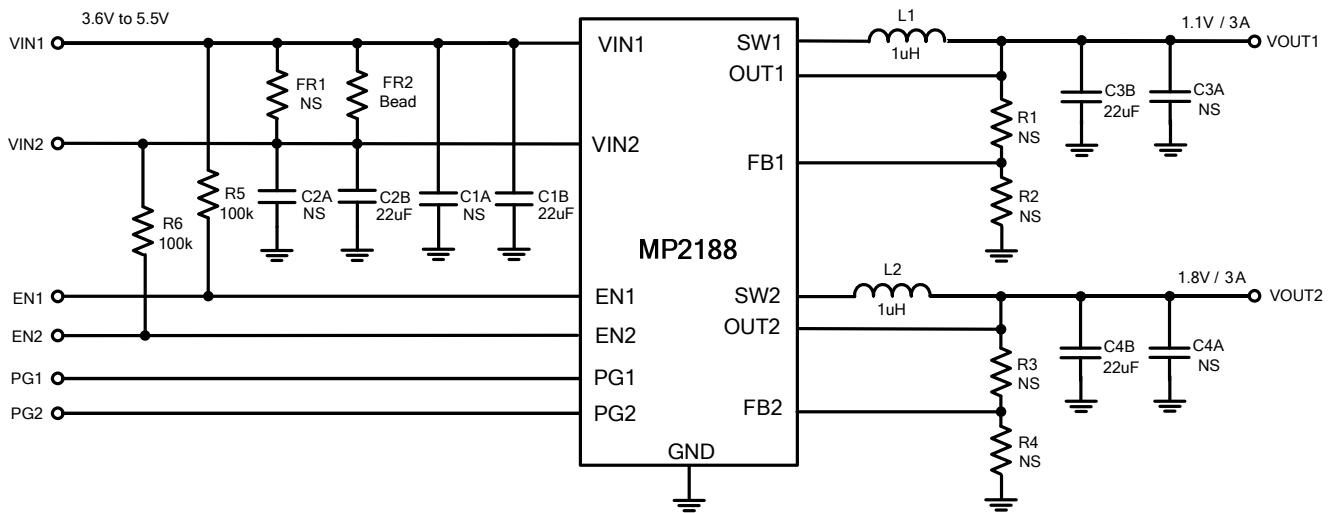 3.6V to 5.5V
VIN1
VIN2
EN1
EN2
PG1
PG2
R6
100k
R5
100k
FR1
NS
FR2
Bead
C2A
NS
C2B
22uF
C1A
NS
C1B
22uF
VIN1
VIN2
EN1
EN2
PG1
PG2
MP2188
GND
SW1
OUT1
FB1
SW2
OUT2
FB2
L1
1uH
R1
NS
R2
NS
C3B
22uF
C3A
NS
1.1V / 3A
VOUT1
L2
1uH
R3
NS
R4
NS
C4B
22uF
C4A
NS
1.8V / 3A
VOUT2